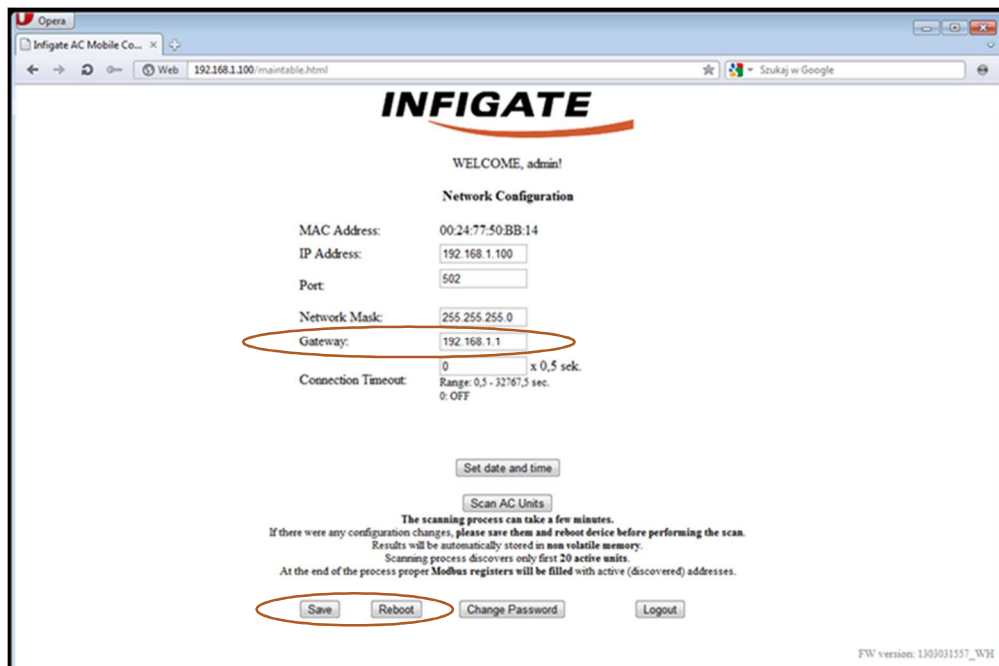 Opera
Infigate AC Mobile Co... ×
Web 192.168.1.100/maintable.html Szukaj w Google
INFIGATE
WELCOME, admin!
Network Configuration
MAC Address: 00:24:77:50:BB:14
IP Address: 192.168.1.100
Port: 502
Network Mask: 255.255.255.0
Gateway: 192.168.1.1
0 x 0,5 sek.
Connection Timeout: Range: 0,5 - 32767,5 sec.
0: OFF
Set date and time
Scan AC Units
The scanning process can take a few minutes.
If there were any configuration changes, please save them and reboot device before performing the scan.
Results will be automatically stored in non volatile memory.
Scanning process discovers only first 20 active units.
At the end of the process proper Modbus registers will be filled with active (discovered) addresses.
Save Reboot Change Password Logout
FW version: 1303031557_WH